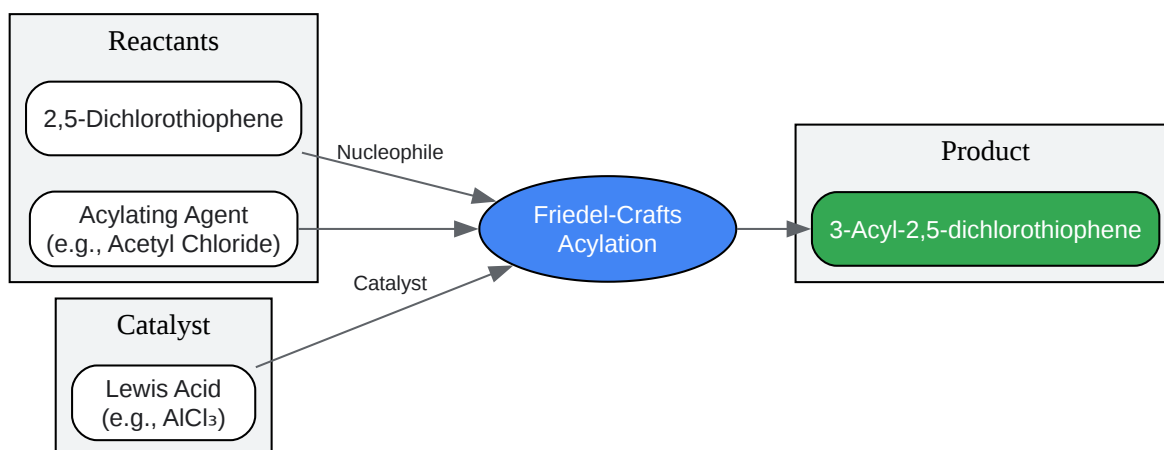 Reactants
2,5-Dichlorothiophene
Acylating Agent
(e.g., Acetyl Chloride)
Nucleophile
Friedel-Crafts
Acylation
Product
3-Acyl-2,5-dichlorothiophene
Catalyst
Catalyst
Lewis Acid
(e.g., AlCl₃)